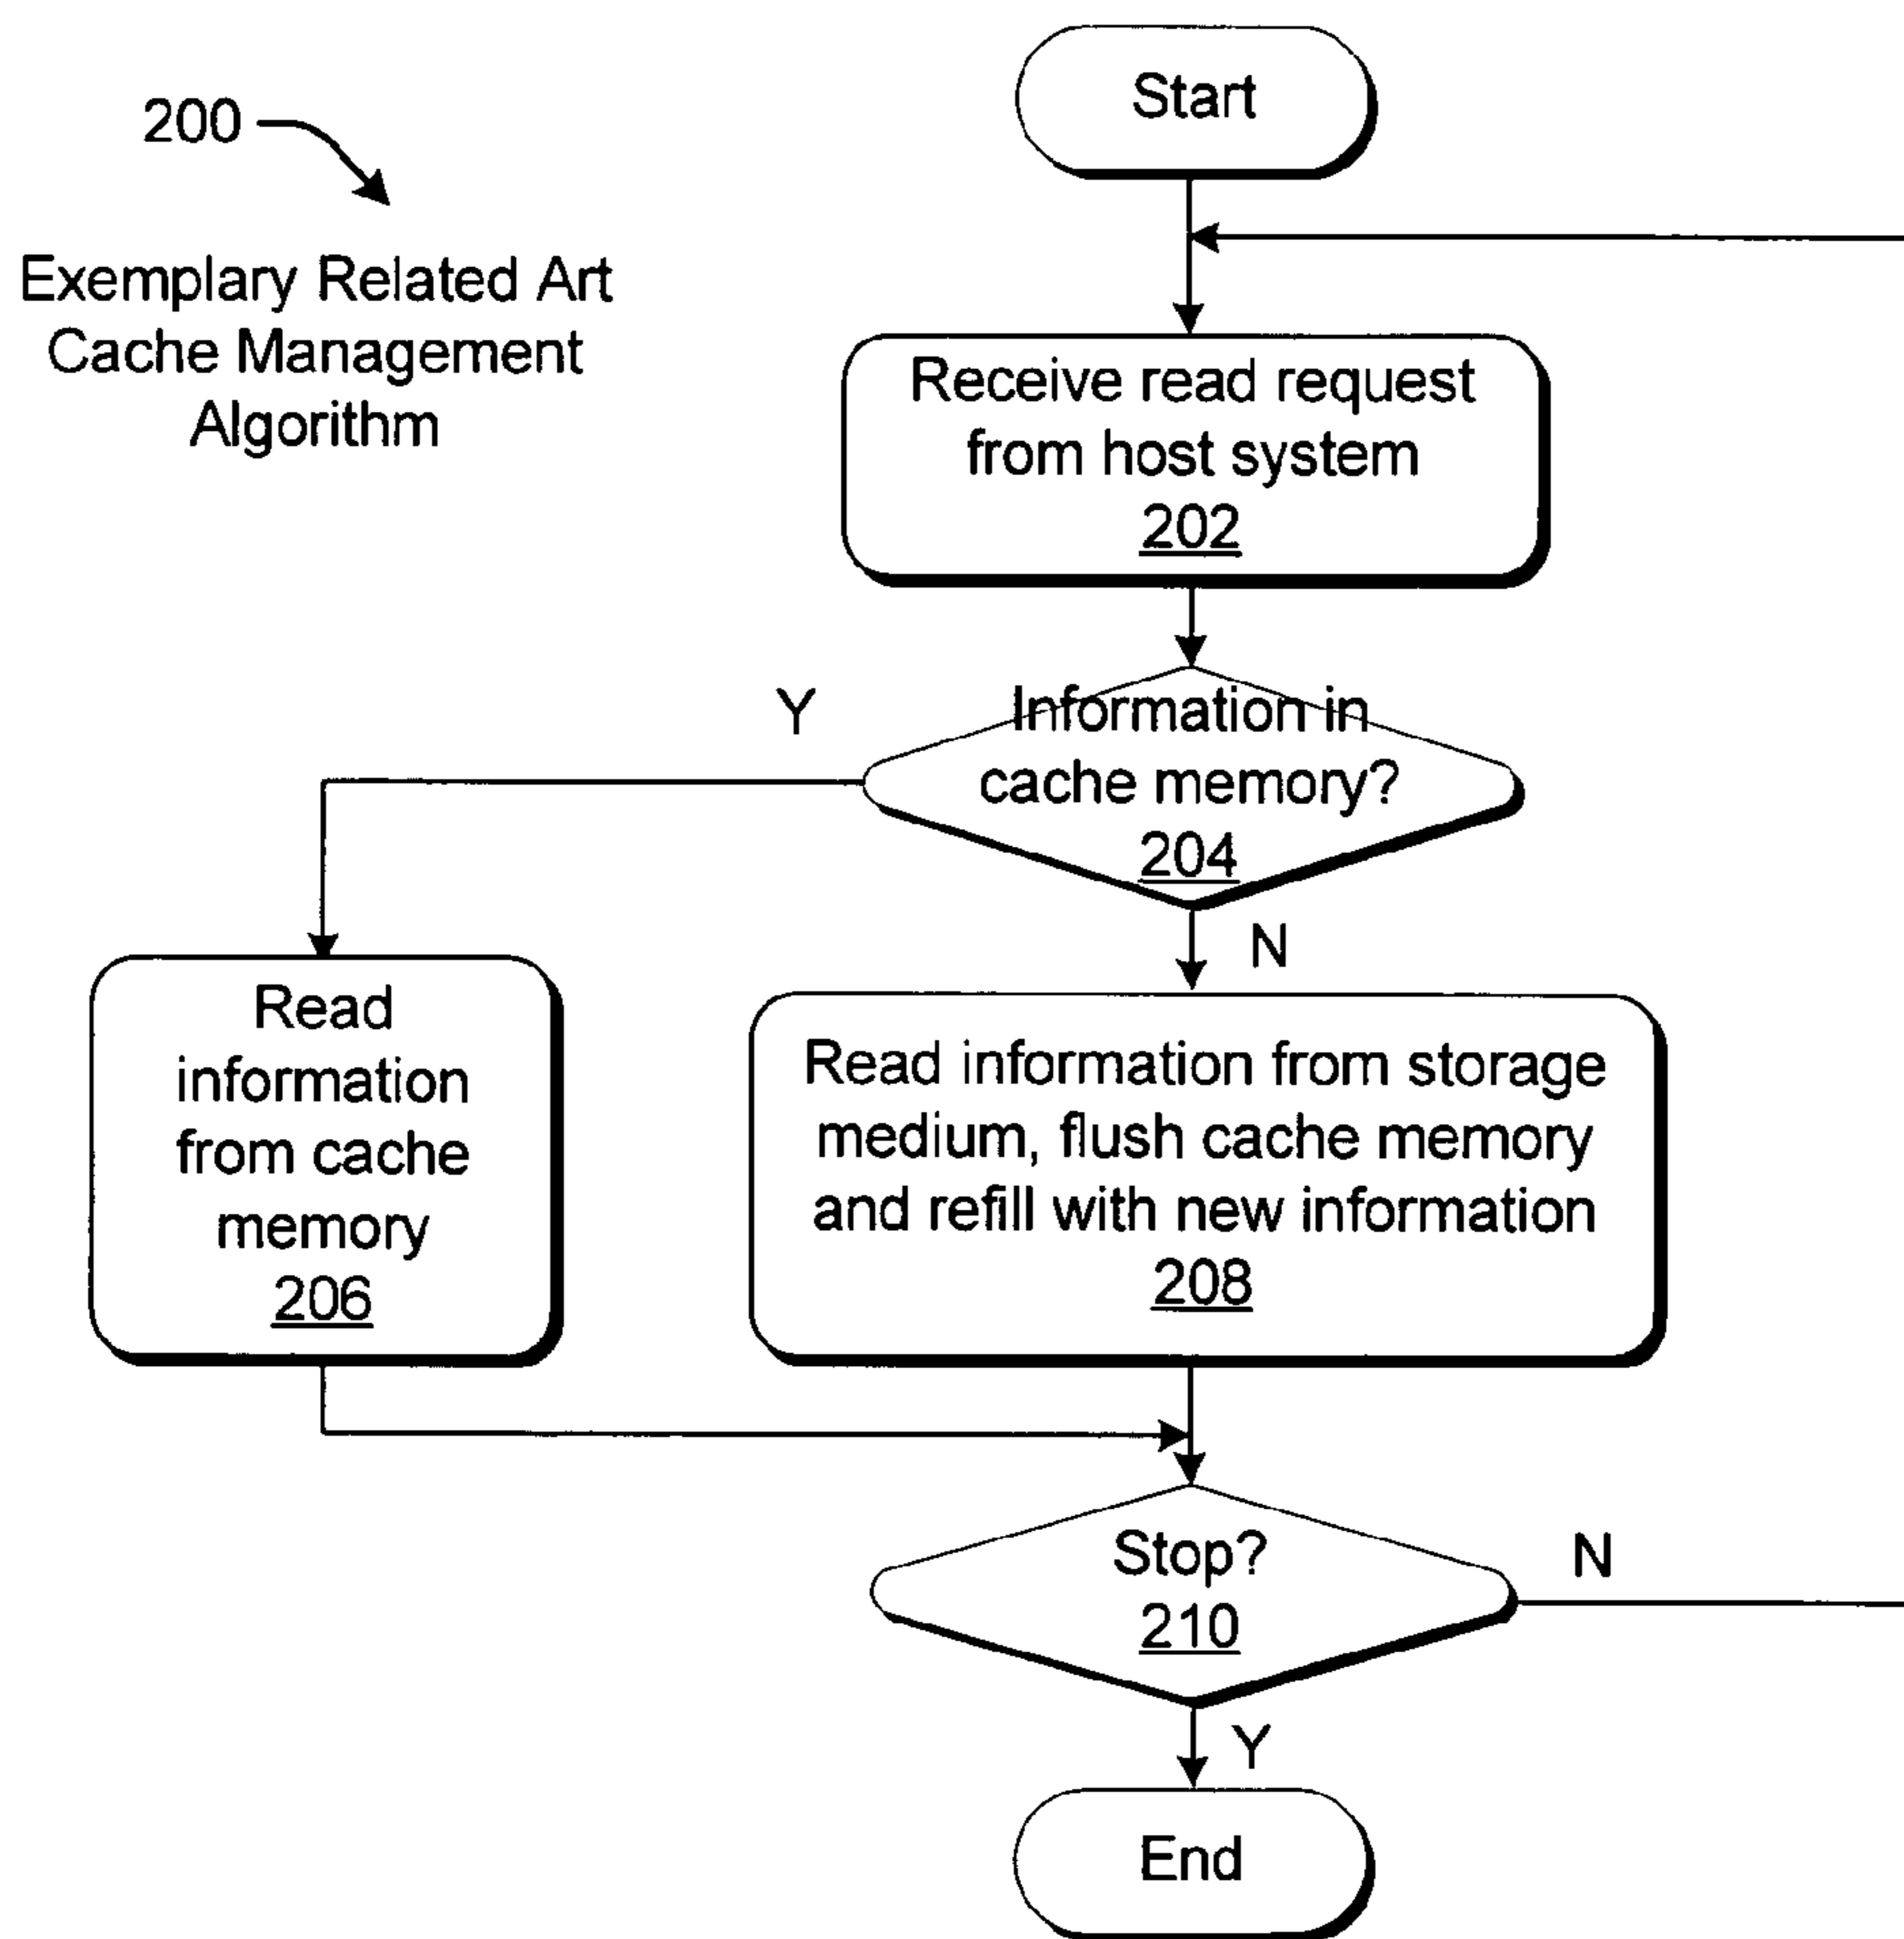 Start
200
Exemplary Related Art
Cache Management
Algorithm
Receive read request
from host system
202
Information in
cache memory?
204
Y
N
Read
information
from cache
memory
206
Read information from storage
medium, flush cache memory
and refill with new information
208
Stop?
210
N
Y
End